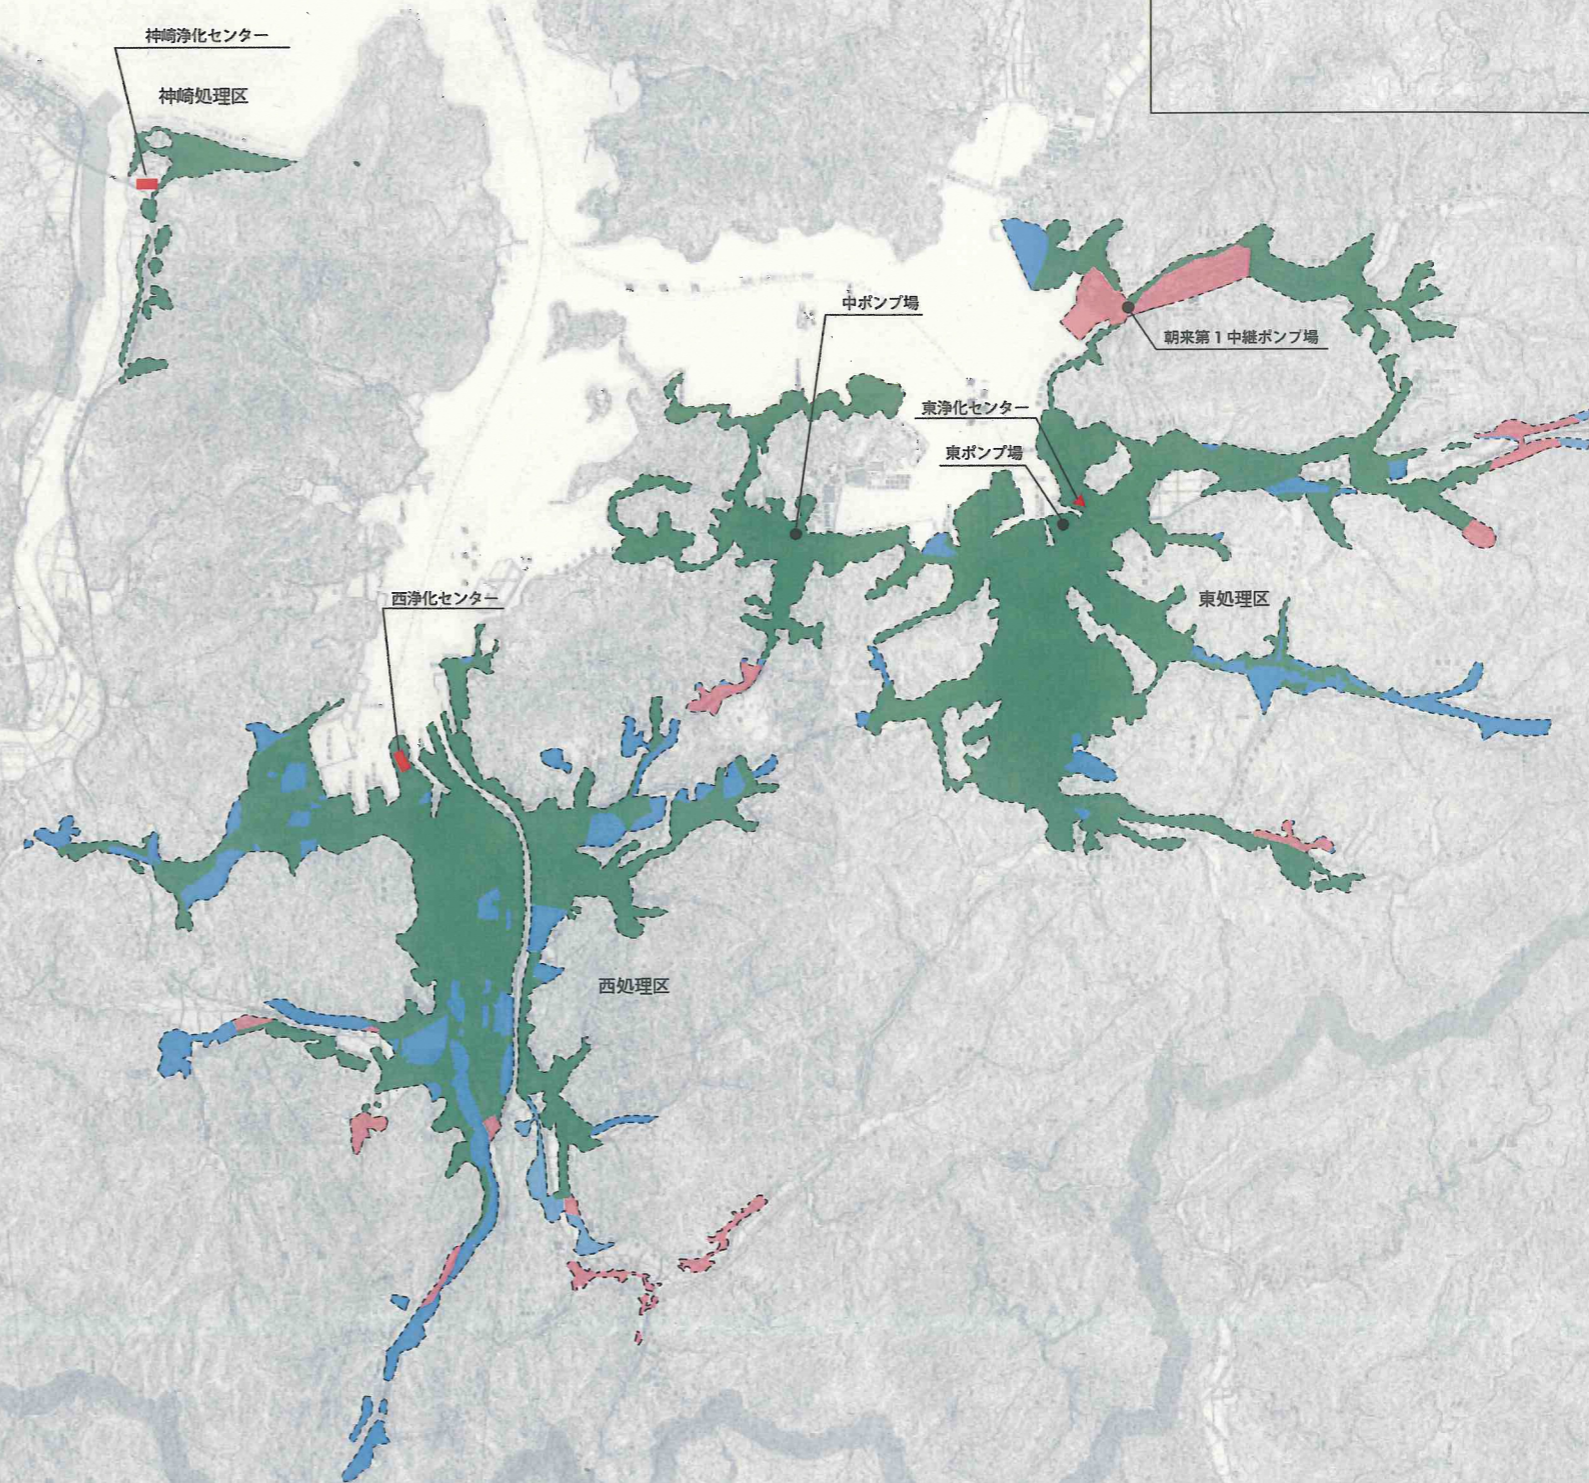 神崎浄化センター
神崎処理区
中ポンプ場
朝来第1中継ポンプ場
東浄化センター
東ポンプ場
西浄化センター
東処理区
西処理区